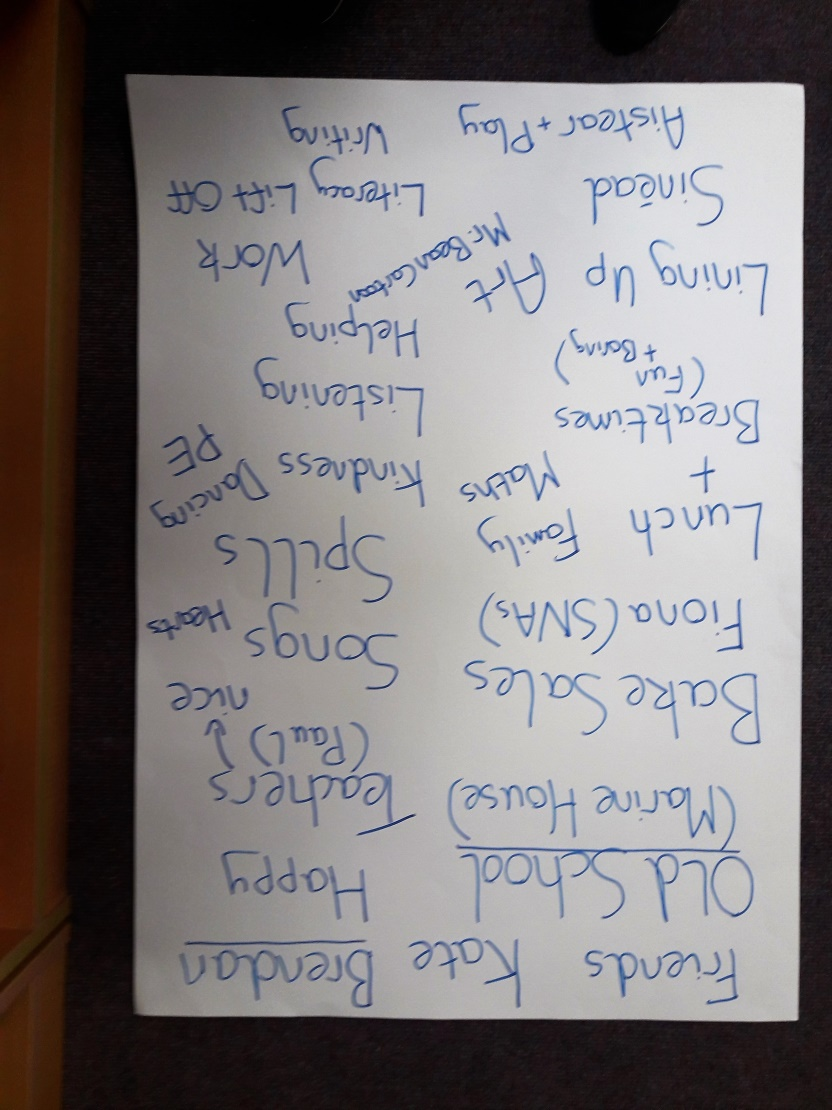 Friends Kate Brendan
Old School Happy
(Marine House) Teachers
(Paul) ↓
Bake Sales nice
Songs Hearts
Fiona (SNAs)
Spills
Lunch Family Dancing
+ Maths Kindness PE
Breaktimes Listening
(Fun + Boring)
Helping
Lining Up Art Mr. Bean Cartoon
Work
Sinéad Literacy Lift Off
Aistear + Play Writing